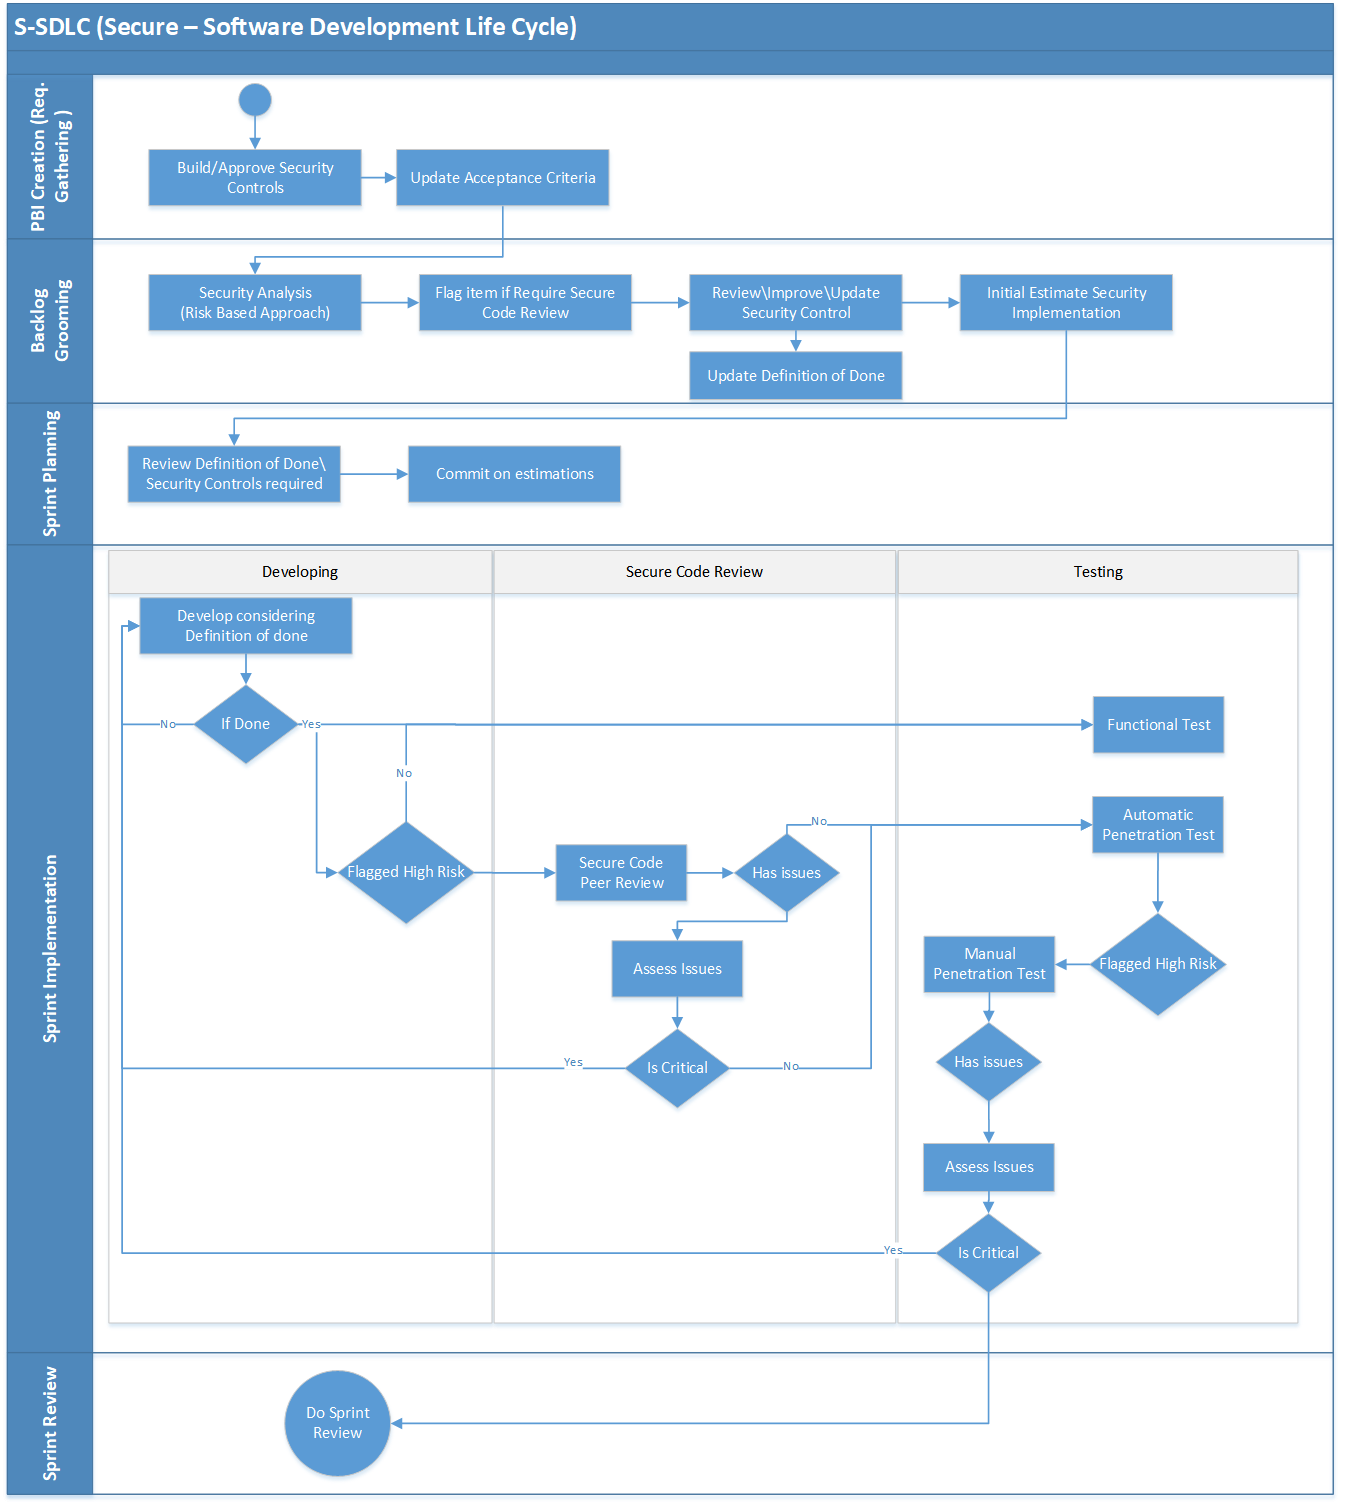 S-SDLC (Secure – Software Development Life Cycle)
PBI Creation (Req.
Gathering )
Build/Approve Security
Controls
Update Acceptance Criteria
Backlog
Grooming
Security Analysis
(Risk Based Approach)
Flag item if Require Secure
Code Review
Review\Improve\Update
Security Control
Initial Estimate Security
Implementation
Update Definition of Done
Sprint Planning
Review Definition of Done\
Security Controls required
Commit on estimations
Sprint Implementation
Developing
Secure Code Review
Testing
Develop considering
Definition of done
No
If Done
Yes
Functional Test
No
Flagged High Risk
Secure Code
Peer Review
Has issues
No
Automatic
Penetration Test
Assess Issues
Manual
Penetration Test
Flagged High Risk
Yes
Is Critical
No
Has issues
Assess Issues
Yes
Is Critical
Sprint Review
Do Sprint
Review